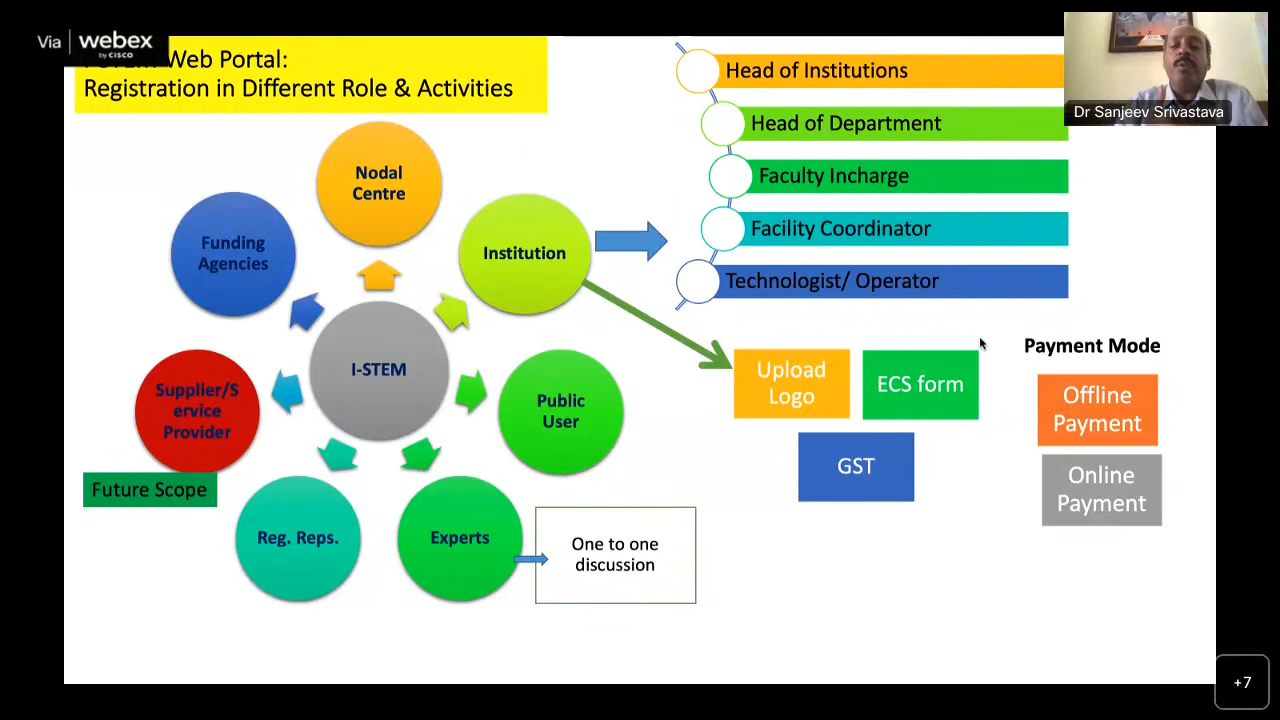 Via webex
by CISCO
Web Portal:
Registration in Different Role & Activities
Dr Sanjeev Srivastava
Head of Institutions
Head of Department
Faculty Incharge
Facility Coordinator
Technologist/ Operator
Nodal
Centre
Funding
Agencies
Institution
I-STEM
Supplier/S
ervice
Provider
Public
User
Future Scope
Reg. Reps.
Experts
One to one
discussion
Upload
Logo
ECS form
GST
Payment Mode
Offline
Payment
Online
Payment
+7